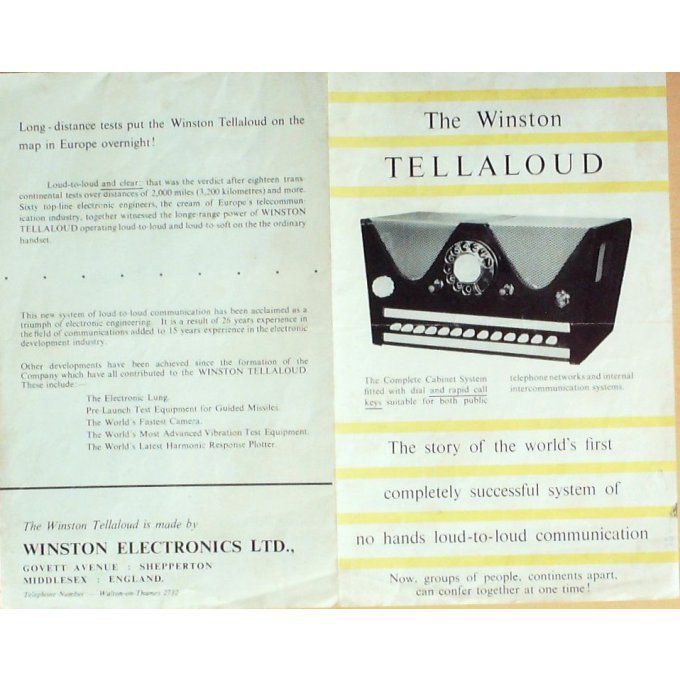 Long - distance tests put the Winston Tellaloud on the
map in Europe overnight!
Loud-to-loud and clear: that was the verdict after eighteen trans-
continental tests over distances of 2,000 miles (3,200 kilometres) and more.
Sixty top-line electronic engineers, the cream of Europe's telecommun-
ication industry, together witnessed the longe-range power of WINSTON
TELLALOUD operating loud-to-loud and loud-to-soft on the the ordinary
handset.
This new system of loud-to-loud communication has been acclaimed as a
triumph of electronic engineering. It is a result of 26 years experience in
the field of communications added to 15 years experience in the electronic
development industry.
Other developments have been achieved since the formation of the
Company which have all contributed to the WINSTON TELLALOUD.
These include:—
The Electronic Lung.
Pre-Launch Test Equipment for Guided Missiles.
The World's Fastest Camera.
The World's Most Advanced Vibration Test Equipment.
The World's Latest Harmonic Response Plotter.
The Winston Tellaloud is made by
WINSTON ELECTRONICS LTD.,
GOVETT AVENUE : SHEPPERTON
MIDDLESEX : ENGLAND.
Telephone Number — Walton-on-Thames 2732
The Winston
TELLALOUD
The Complete Cabinet System
fitted with dial and rapid call
keys suitable for both public
telephone networks and internal
intercommunication systems.
The story of the world's first
completely successful system of
no hands loud-to-loud communication
Now, groups of people, continents apart,
can confer together at one time!